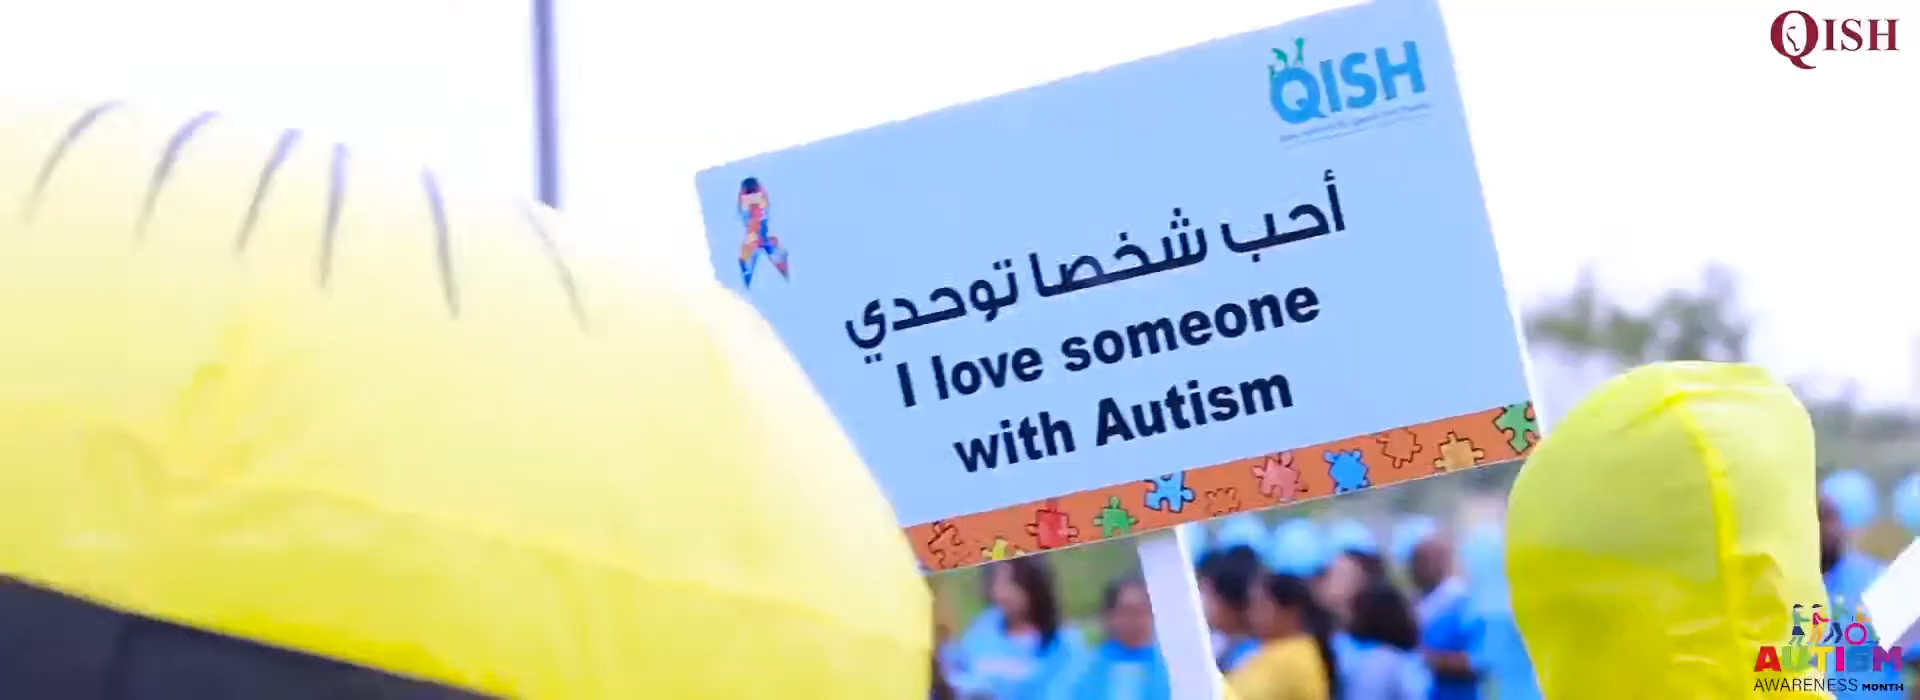 QISH
QISH
أحب شخصا توحدي
I love someone
with Autism
AUTISM
AWARENESS MONTH